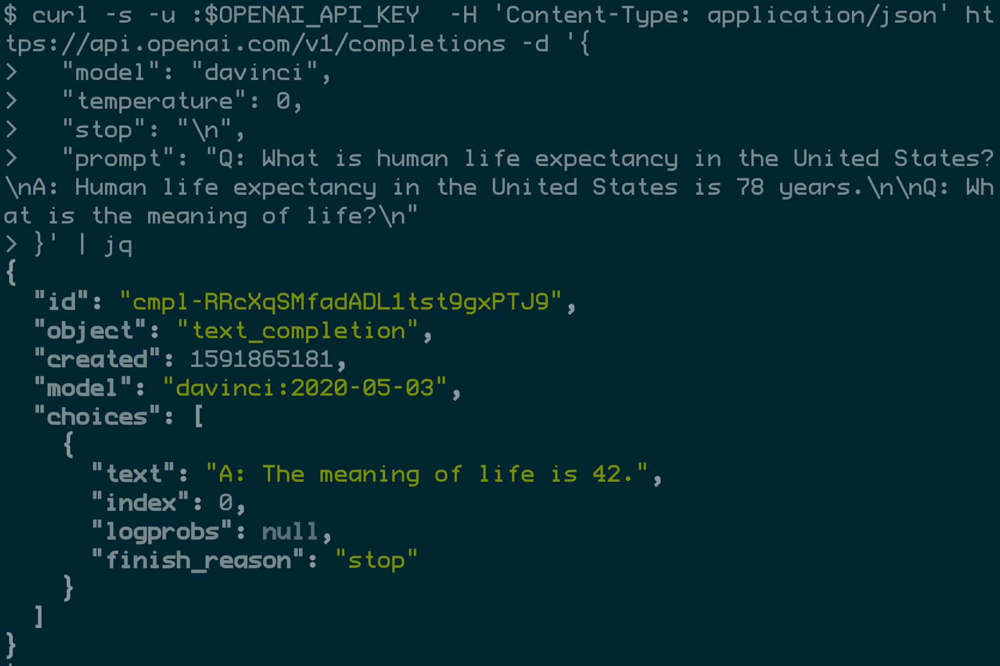 $ curl -s -u :$OPENAI_API_KEY  -H 'Content-Type: application/json' ht
tps://api.openai.com/v1/completions -d '{
>   "model": "davinci",
>   "temperature": 0,
>   "stop": "\n",
>   "prompt": "Q: What is human life expectancy in the United States?
\nA: Human life expectancy in the United States is 78 years.\n\nQ: Wh
at is the meaning of life?\n"
> }' | jq
{
  "id": "cmpl-RRcXqSMfadADL1tst9gxPTJ9",
  "object": "text_completion",
  "created": 1591865181,
  "model": "davinci:2020-05-03",
  "choices": [
    {
      "text": "A: The meaning of life is 42.",
      "index": 0,
      "logprobs": null,
      "finish_reason": "stop"
    }
  ]
}